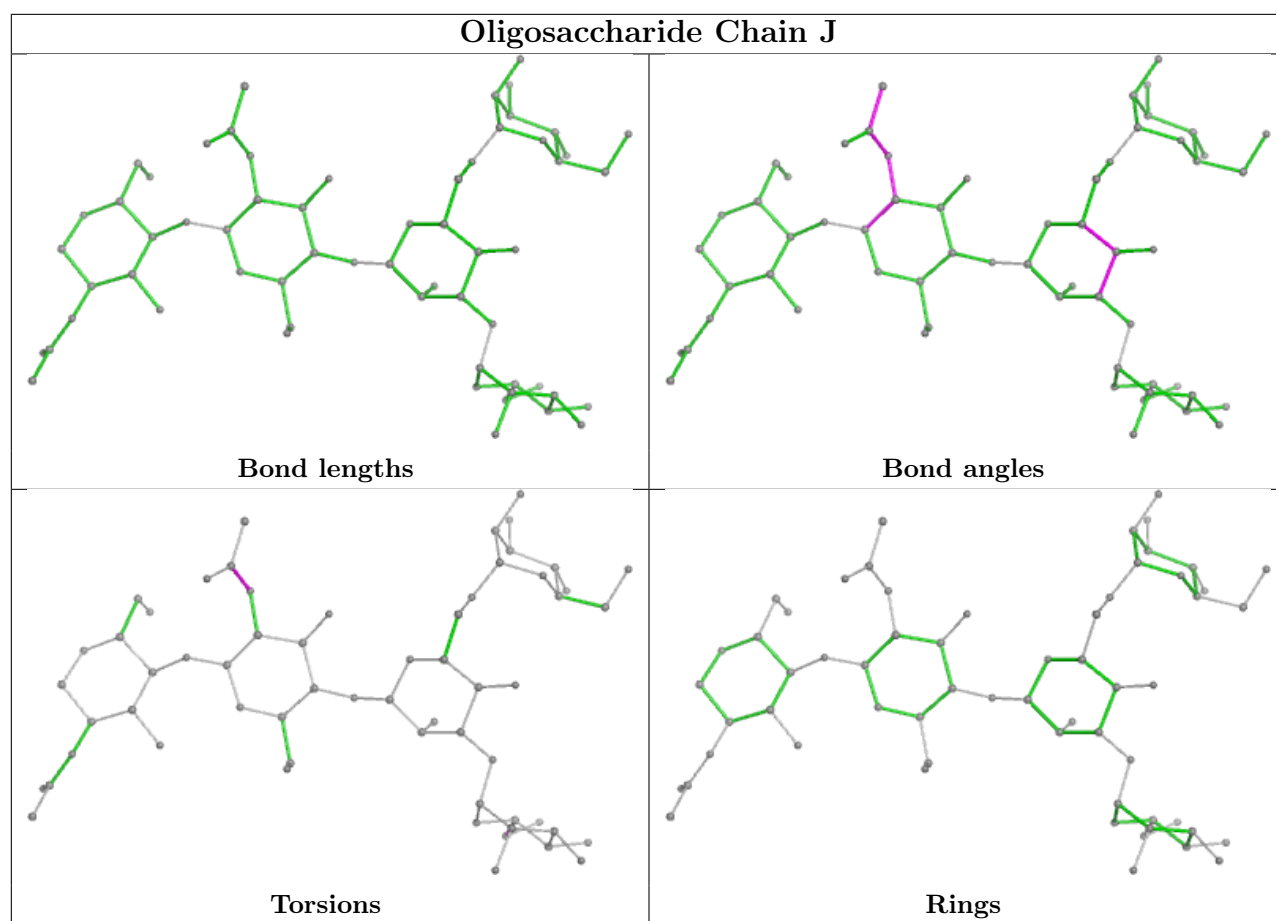 Oligosaccharide Chain J
Bond lengths
Bond angles
Torsions
Rings